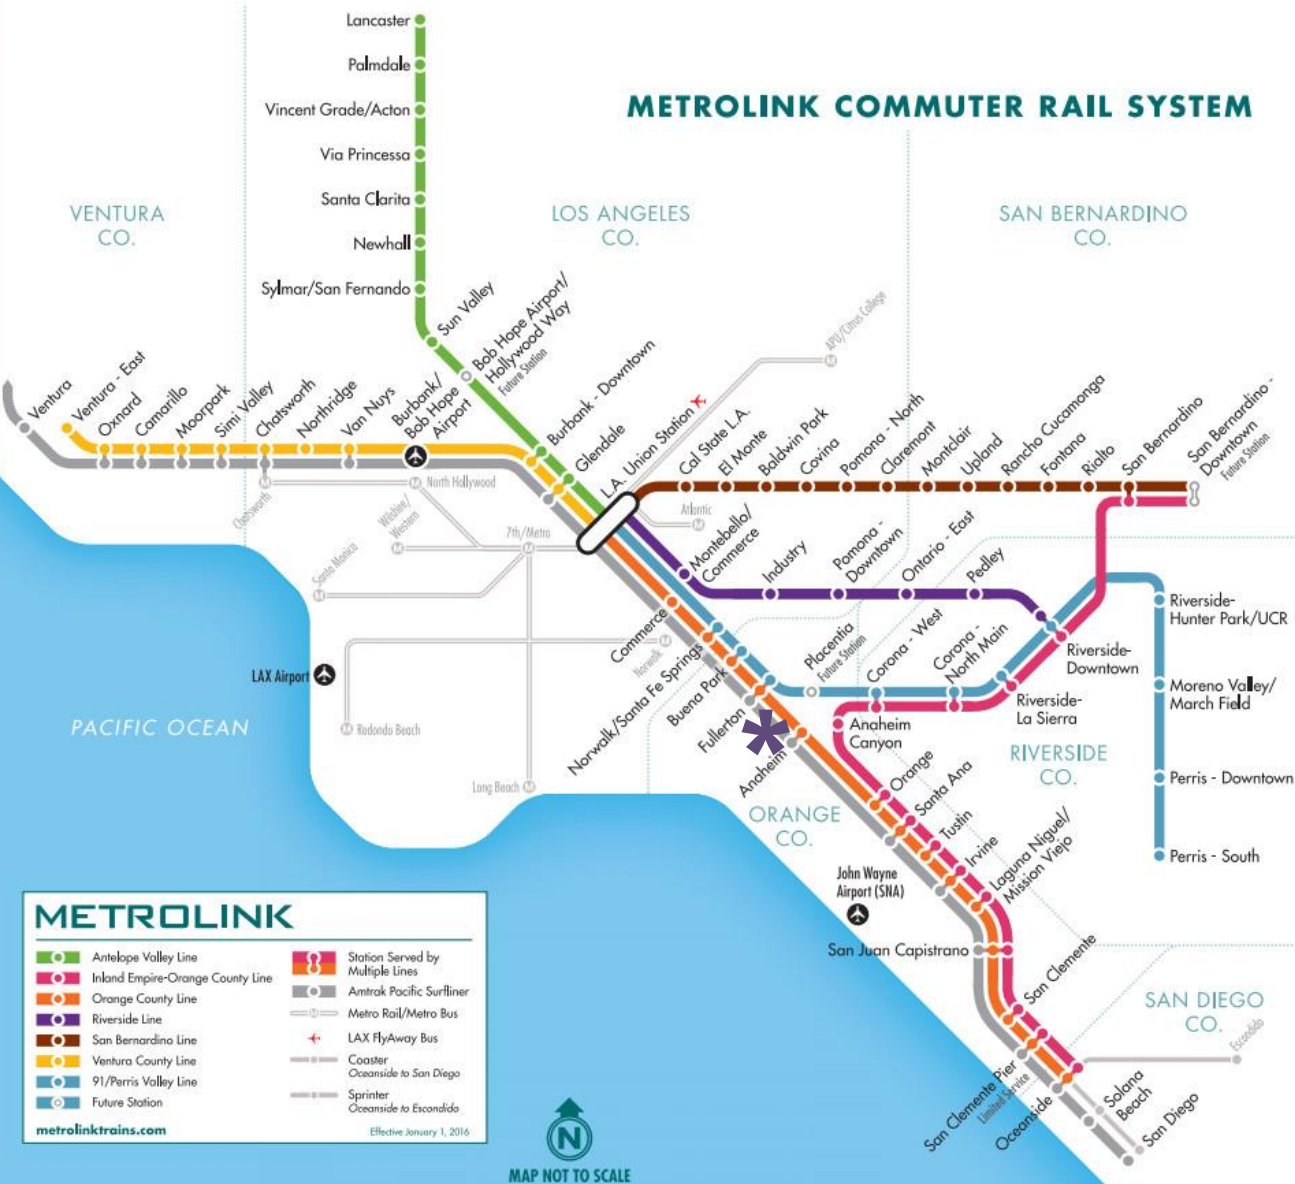 METROLINK COMMUTER RAIL SYSTEM
Lancaster
Palmdale
Vincent Grade/Acton
Via Princessa
Santa Clarita
Newhall
Sylmar/San Fernando
VENTURA
CO.
LOS ANGELES
CO.
SAN BERNARDINO
CO.
Sun Valley
Bob Hope Airport/
Hollywood Way
Future Station
Burbank - Downtown
Glendale
L.A. Union Station
APU/Citrus College
M
Ventura
Ventura - East
Oxnard
Camarillo
Moorpark
Simi Valley
Chatsworth
Northridge
Van Nuys
Burbank/
Bob Hope
Airport
Cal State L.A.
El Monte
Baldwin Park
Covina
Pomona - North
Claremont
Montclair
Upland
Rancho Cucamonga
Fontana
Rialto
San Bernardino
San Bernardino -
Downtown
Future Station
M
Chatsworth
M North Hollywood
Wilshire/
Western
M
7th/Metro
M
Atlantic
M
Santa Monica
M
Montebello/
Commerce
Industry
Pomona -
Downtown
Ontario - East
Pedley
Riverside-
Hunter Park/UCR
Riverside-
Downtown
Commerce
Norwalk
M
Norwalk/Santa Fe Springs
Buena Park
Fullerton
Anaheim
Placentia
Future Station
Corona - West
Corona -
North Main
Riverside-
La Sierra
Moreno Valley/
March Field
LAX Airport
PACIFIC OCEAN
M Redondo Beach
Long Beach M
Anaheim
Canyon
RIVERSIDE
CO.
Perris - Downtown
Perris - South
ORANGE
CO.
Orange
Santa Ana
Tustin
Irvine
Laguna Niguel/
Mission Viejo
John Wayne
Airport (SNA)
San Juan Capistrano
San Clemente
SAN DIEGO
CO.
Escondido
San Clemente Pier
Limited Service
Oceanside
Solana
Beach
San Diego
METROLINK
Antelope Valley Line
Inland Empire-Orange County Line
Orange County Line
Riverside Line
San Bernardino Line
Ventura County Line
91/Perris Valley Line
Future Station
Station Served by
Multiple Lines
Amtrak Pacific Surfliner
M Metro Rail/Metro Bus
LAX FlyAway Bus
Coaster
Oceanside to San Diego
Sprinter
Oceanside to Escondido
metrolinktrains.com
Effective January 1, 2016
N
MAP NOT TO SCALE